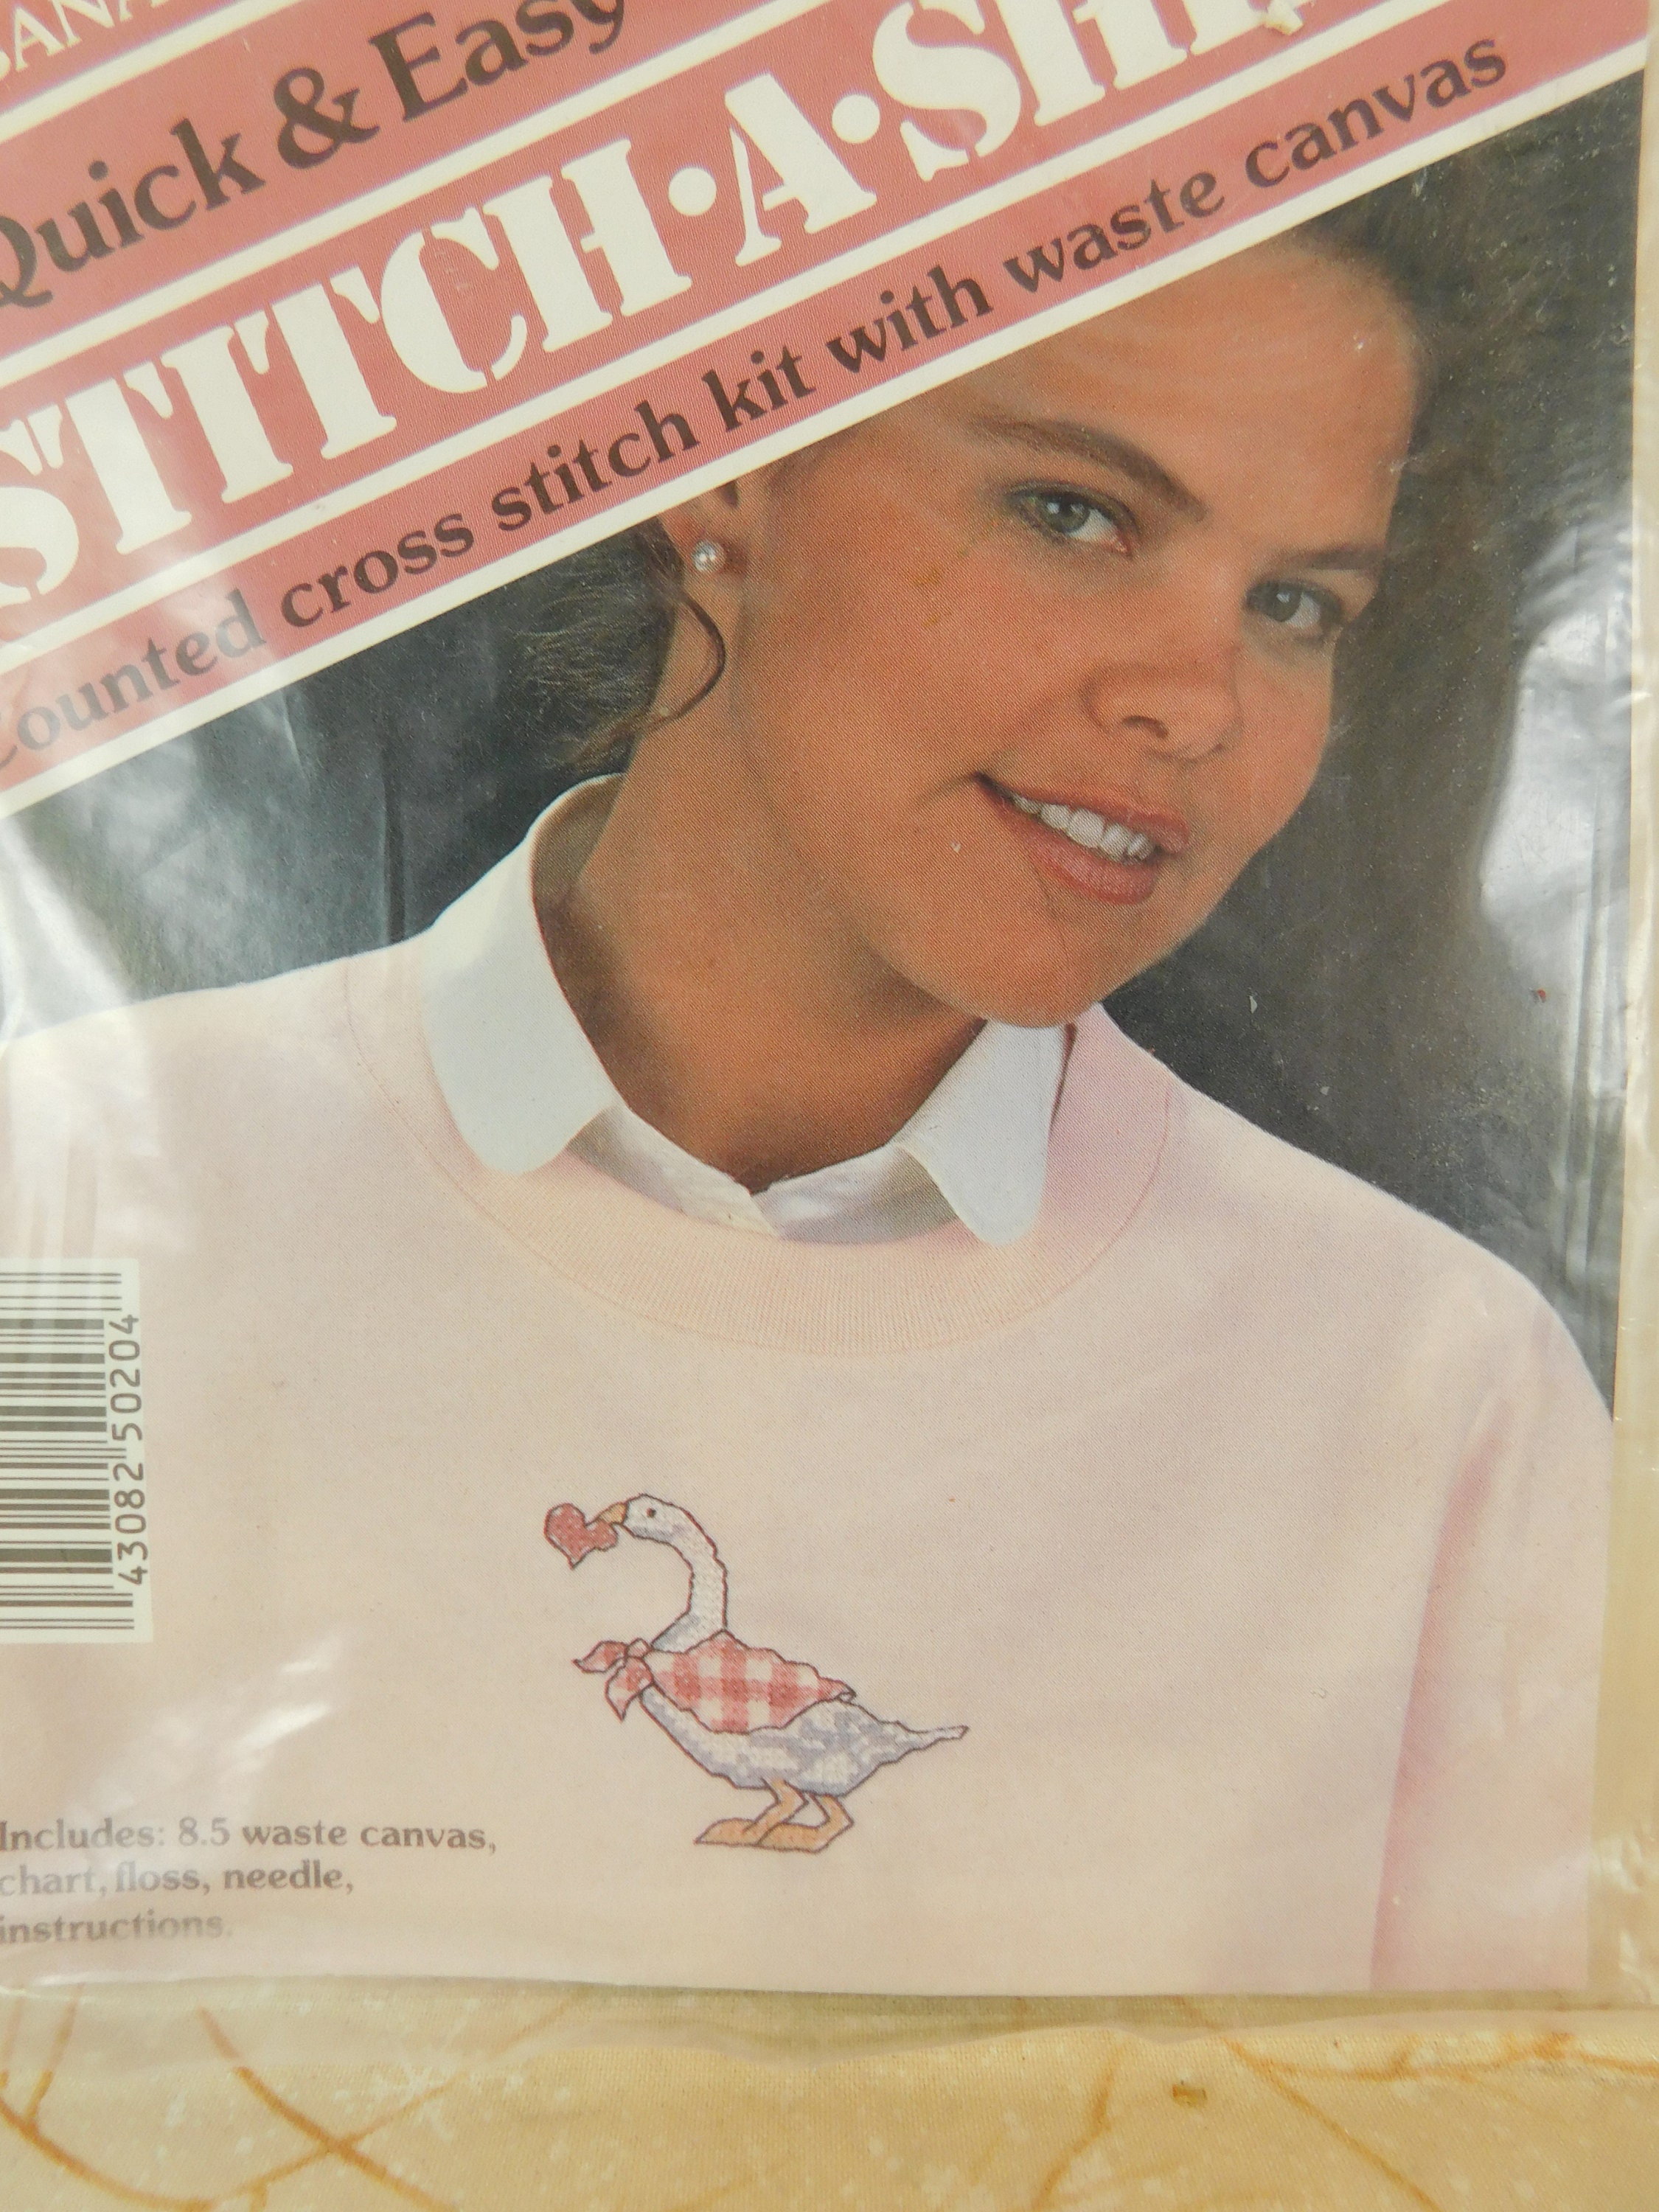 Quick & Easy
STITCH·A·SHIRT
Counted cross stitch kit with waste canvas
43082 50204
Includes: 8.5 waste canvas,
chart, floss, needle,
instructions.